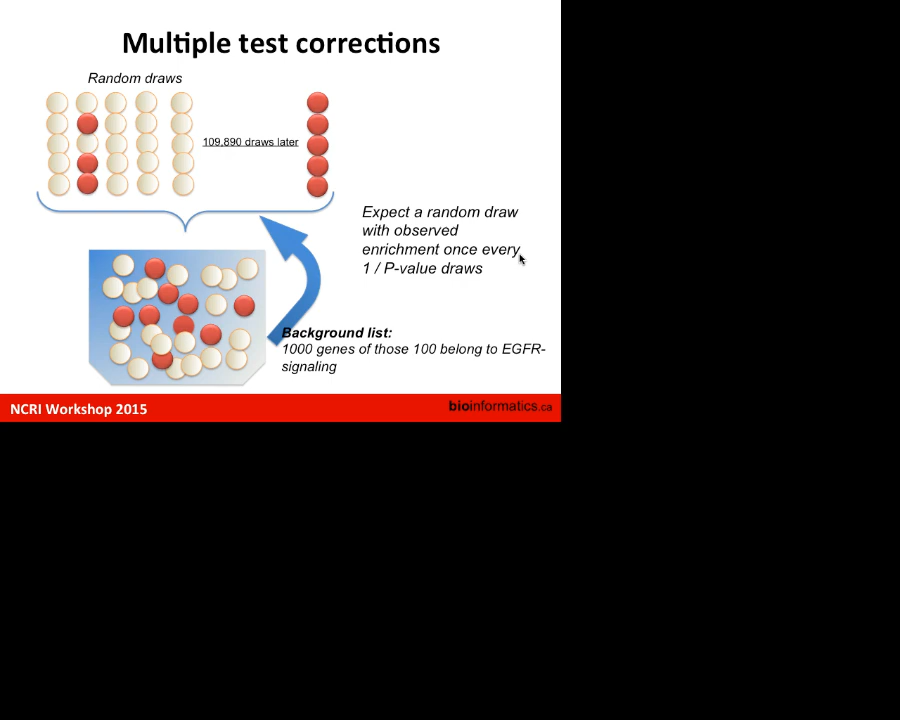 Multiple test corrections
Random draws
109,890 draws later
Expect a random draw
with observed
enrichment once every
1 / P-value draws
Background list:
1000 genes of those 100 belong to EGFR-
signaling
NCRI Workshop 2015
bioinformatics.ca